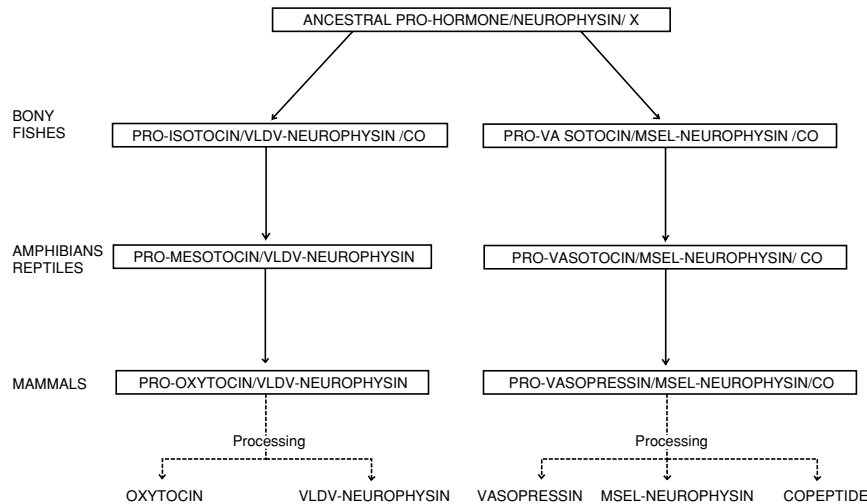 ANCESTRAL PRO-HORMONE/NEUROPHYSIN/ X
BONY
FISHES
PRO-ISOTOCIN/VLDV-NEUROPHYSIN /CO
PRO-VA SOTOCIN/MSEL-NEUROPHYSIN /CO
AMPHIBIANS
REPTILES
PRO-MESOTOCIN/VLDV-NEUROPHYSIN
PRO-VASOTOCIN/MSEL-NEUROPHYSIN/ CO
MAMMALS
PRO-OXYTOCIN/VLDV-NEUROPHYSIN
PRO-VASOPRESSIN/MSEL-NEUROPHYSIN/CO
Processing
Processing
OXYTOCIN
VLDV-NEUROPHYSIN
VASOPRESSIN
MSEL-NEUROPHYSIN
COPEPTIDE